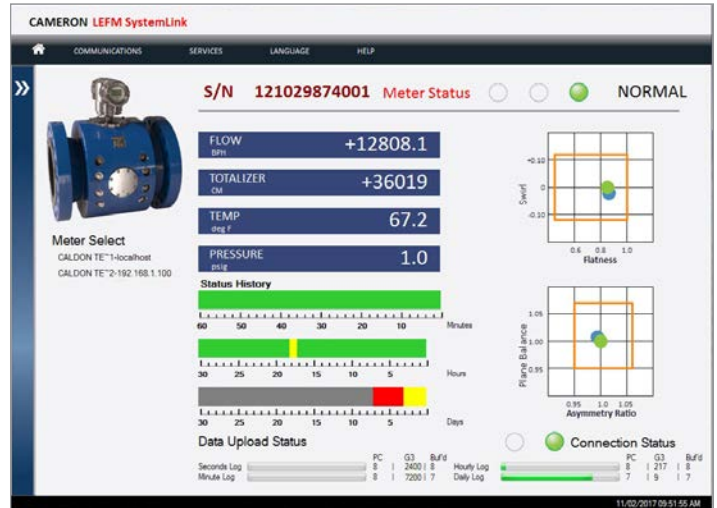 CAMERON LEFM SystemLink
COMMUNICATIONS SERVICES LANGUAGE HELP
S/N 121029874001 Meter Status NORMAL
FLOW
BPH
+12808.1
TOTALIZER
CM
+36019
TEMP
deg F
67.2
PRESSURE
psig
1.0
Meter Select
CALDON TE~1-localhost
CALDON TE~2-192.168.1.100
+0.10
0
-0.10
Swirl
0.6 0.8 1.0
Flatness
Status History
60 50 40 30 20 10 Minutes
30 25 20 15 10 5 Hours
30 25 20 15 10 5 Days
1.05
1.00
0.95
Plane Balance
0.95 1.0 1.05
Asymmetry Ratio
Data Upload Status
Connection Status
PC G3 Buf'd
Seconds Log 8 | 2400 | 8
Minute Log 8 | 7200 | 7
PC G3 Buf'd
Hourly Log 8 | 217 | 8
Daily Log 7 | 9 | 7
11/02/2017 09:51:55 AM